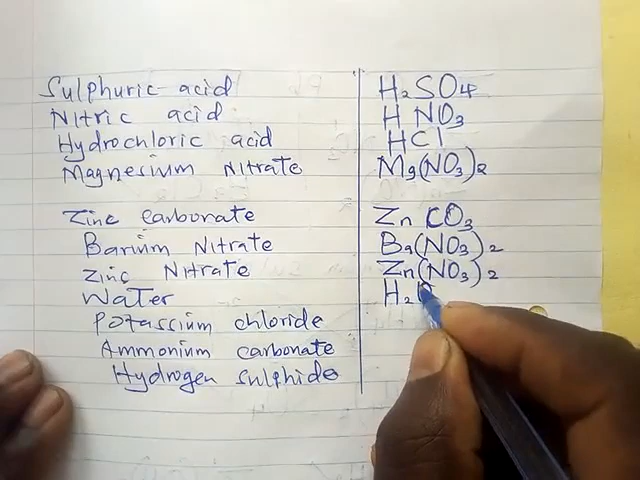 Sulphuric acid H₂SO₄
Nitric acid HNO₃
Hydrochloric acid HCl
Magnesium Nitrate Mg(NO₃)₂
Zinc carbonate ZnCO₃
Barium Nitrate Ba(NO₃)₂
Zinc Nitrate Zn(NO₃)₂
Water H₂
Potassium chloride
Ammonium carbonate
Hydrogen Sulphide